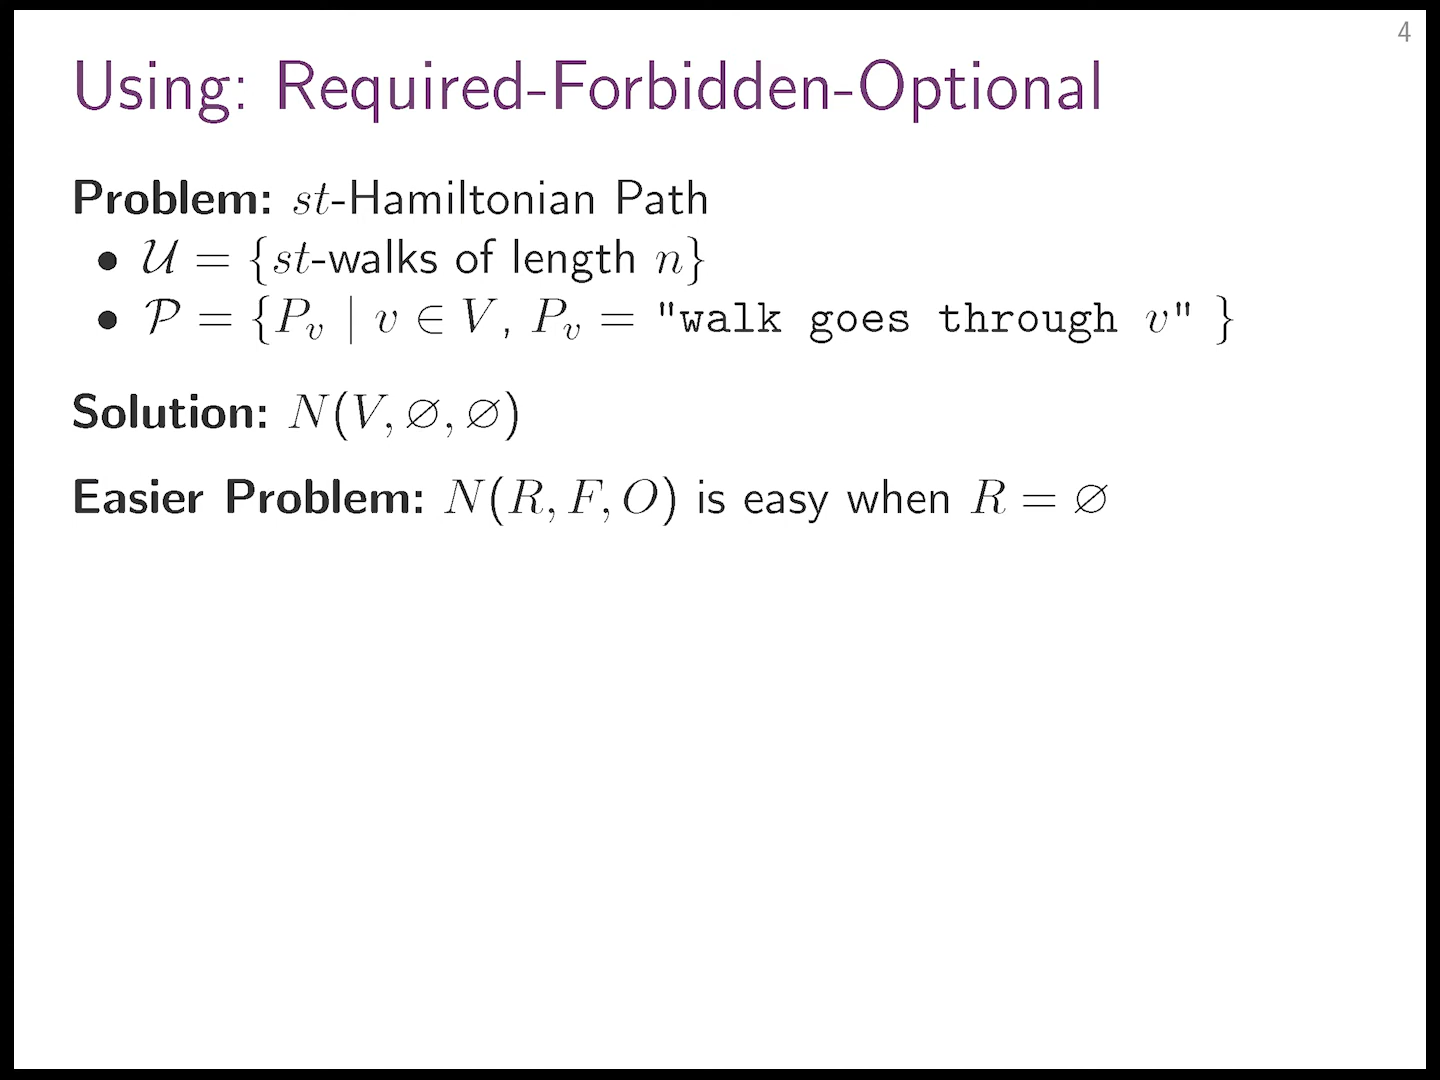 4
Using: Required-Forbidden-Optional
Problem: st-Hamiltonian Path
• 𝒰 = {st-walks of length n}
• 𝒫 = {P_v | v ∈ V, P_v = "walk goes through v" }
Solution: N(V, ∅, ∅)
Easier Problem: N(R, F, O) is easy when R = ∅